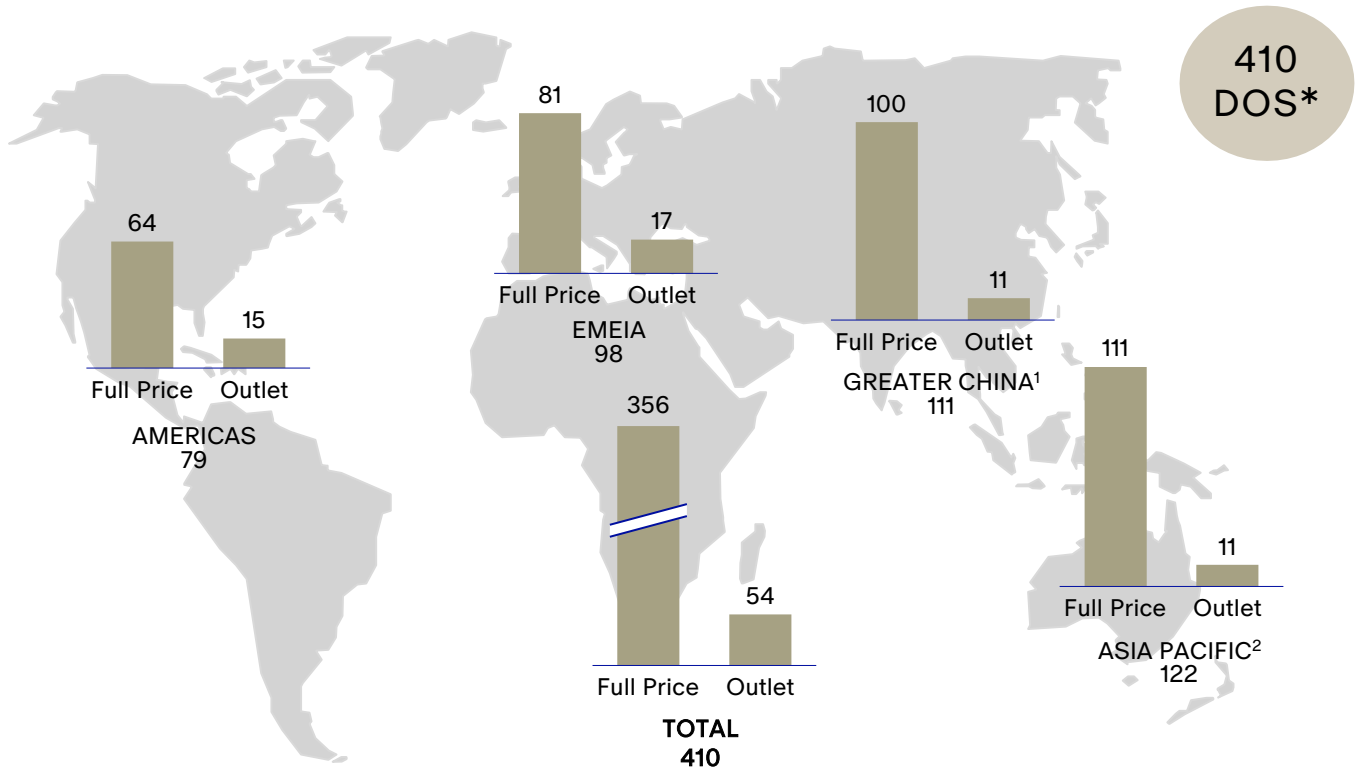 410
DOS*
64
15
Full Price Outlet
AMERICAS
79
81
17
Full Price Outlet
EMEIA
98
100
11
Full Price Outlet
GREATER CHINA¹
111
111
11
Full Price Outlet
ASIA PACIFIC²
122
356
54
Full Price Outlet
TOTAL
410